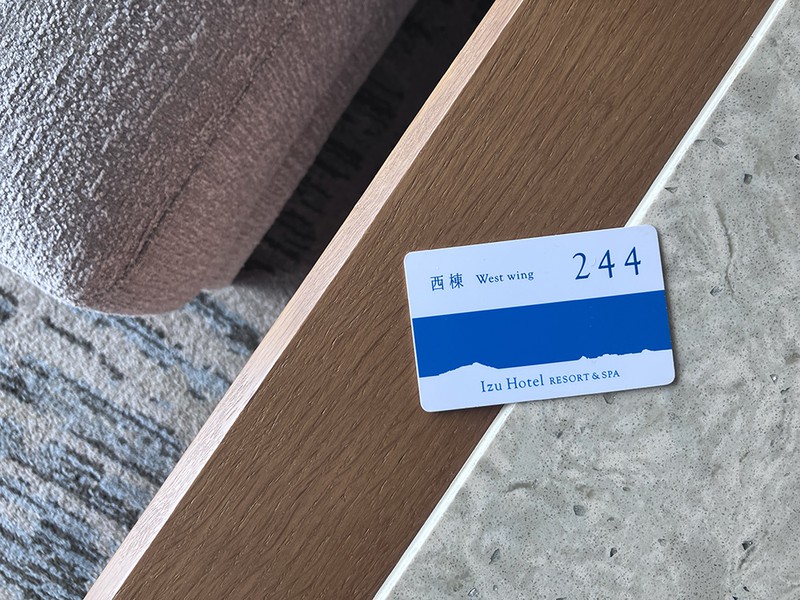 西棟 West wing 244
Izu Hotel RESORT & SPA